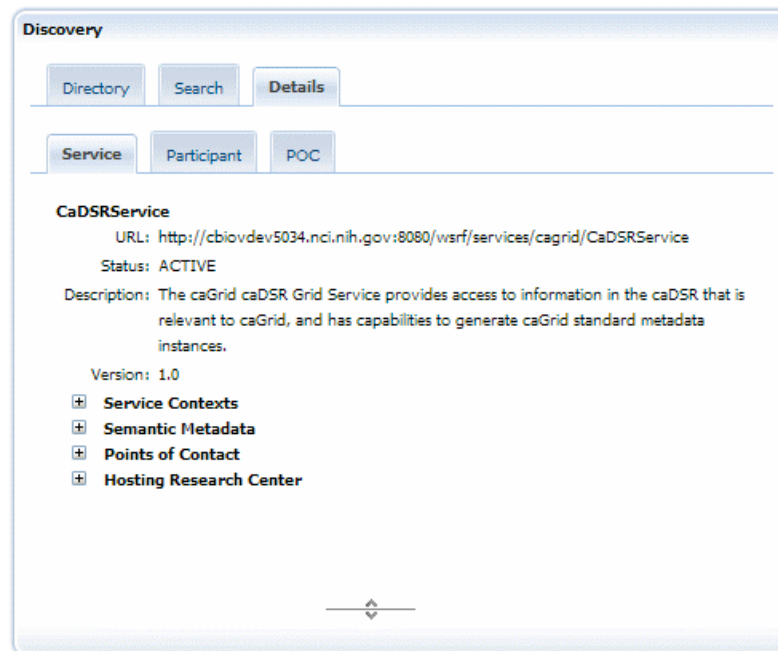 Discovery
Directory Search Details
Service Participant POC
CaDSRService
URL: http://cbiovdev5034.nci.nih.gov:8080/wsrf/services/cagrid/CaDSRService
Status: ACTIVE
Description: The caGrid caDSR Grid Service provides access to information in the caDSR that is
relevant to caGrid, and has capabilities to generate caGrid standard metadata
instances.
Version: 1.0
Service Contexts
Semantic Metadata
Points of Contact
Hosting Research Center